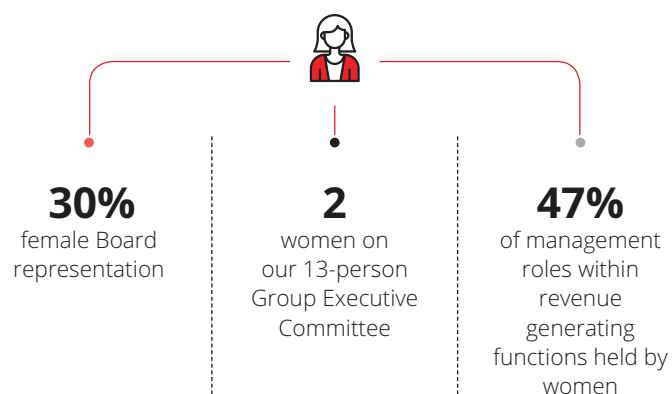 30%
female Board
representation
2
women on
our 13-person
Group Executive
Committee
47%
of management
roles within
revenue
generating
functions held by
women